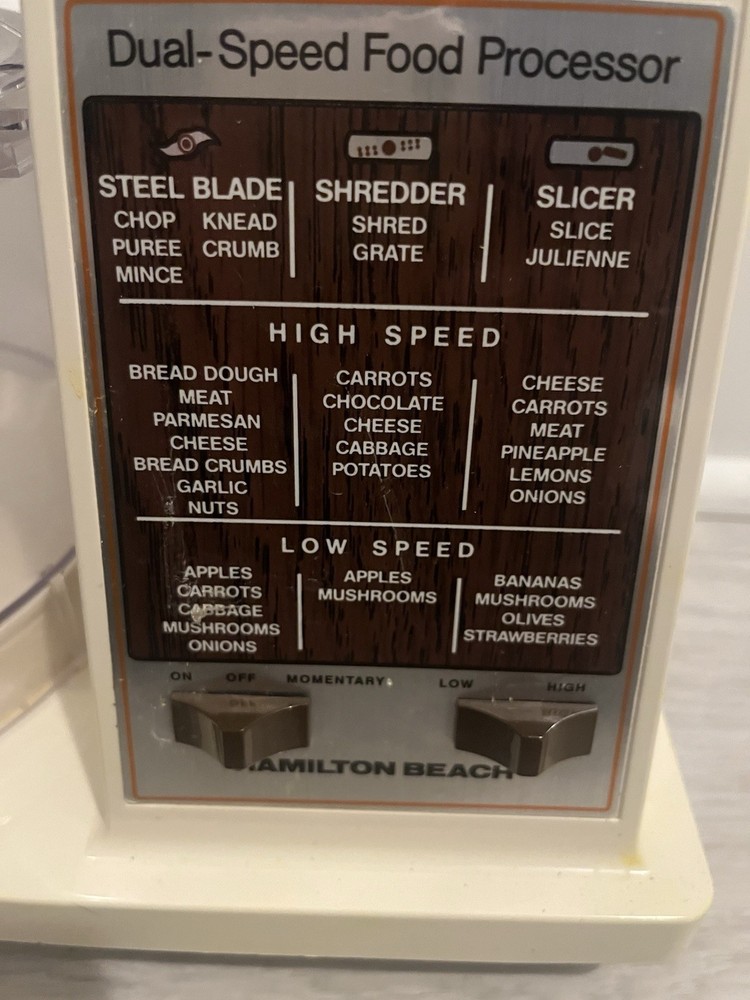 Dual-Speed Food Processor
STEEL BLADE
CHOP KNEAD
PUREE CRUMB
MINCE
SHREDDER
SHRED
GRATE
SLICER
SLICE
JULIENNE
HIGH SPEED
BREAD DOUGH
MEAT
PARMESAN
CHEESE
BREAD CRUMBS
GARLIC
NUTS
CARROTS
CHOCOLATE
CHEESE
CABBAGE
POTATOES
CHEESE
CARROTS
MEAT
PINEAPPLE
LEMONS
ONIONS
LOW SPEED
APPLES
CARROTS
CABBAGE
MUSHROOMS
ONIONS
APPLES
MUSHROOMS
BANANAS
MUSHROOMS
OLIVES
STRAWBERRIES
ON OFF MOMENTARY LOW HIGH
HAMILTON BEACH